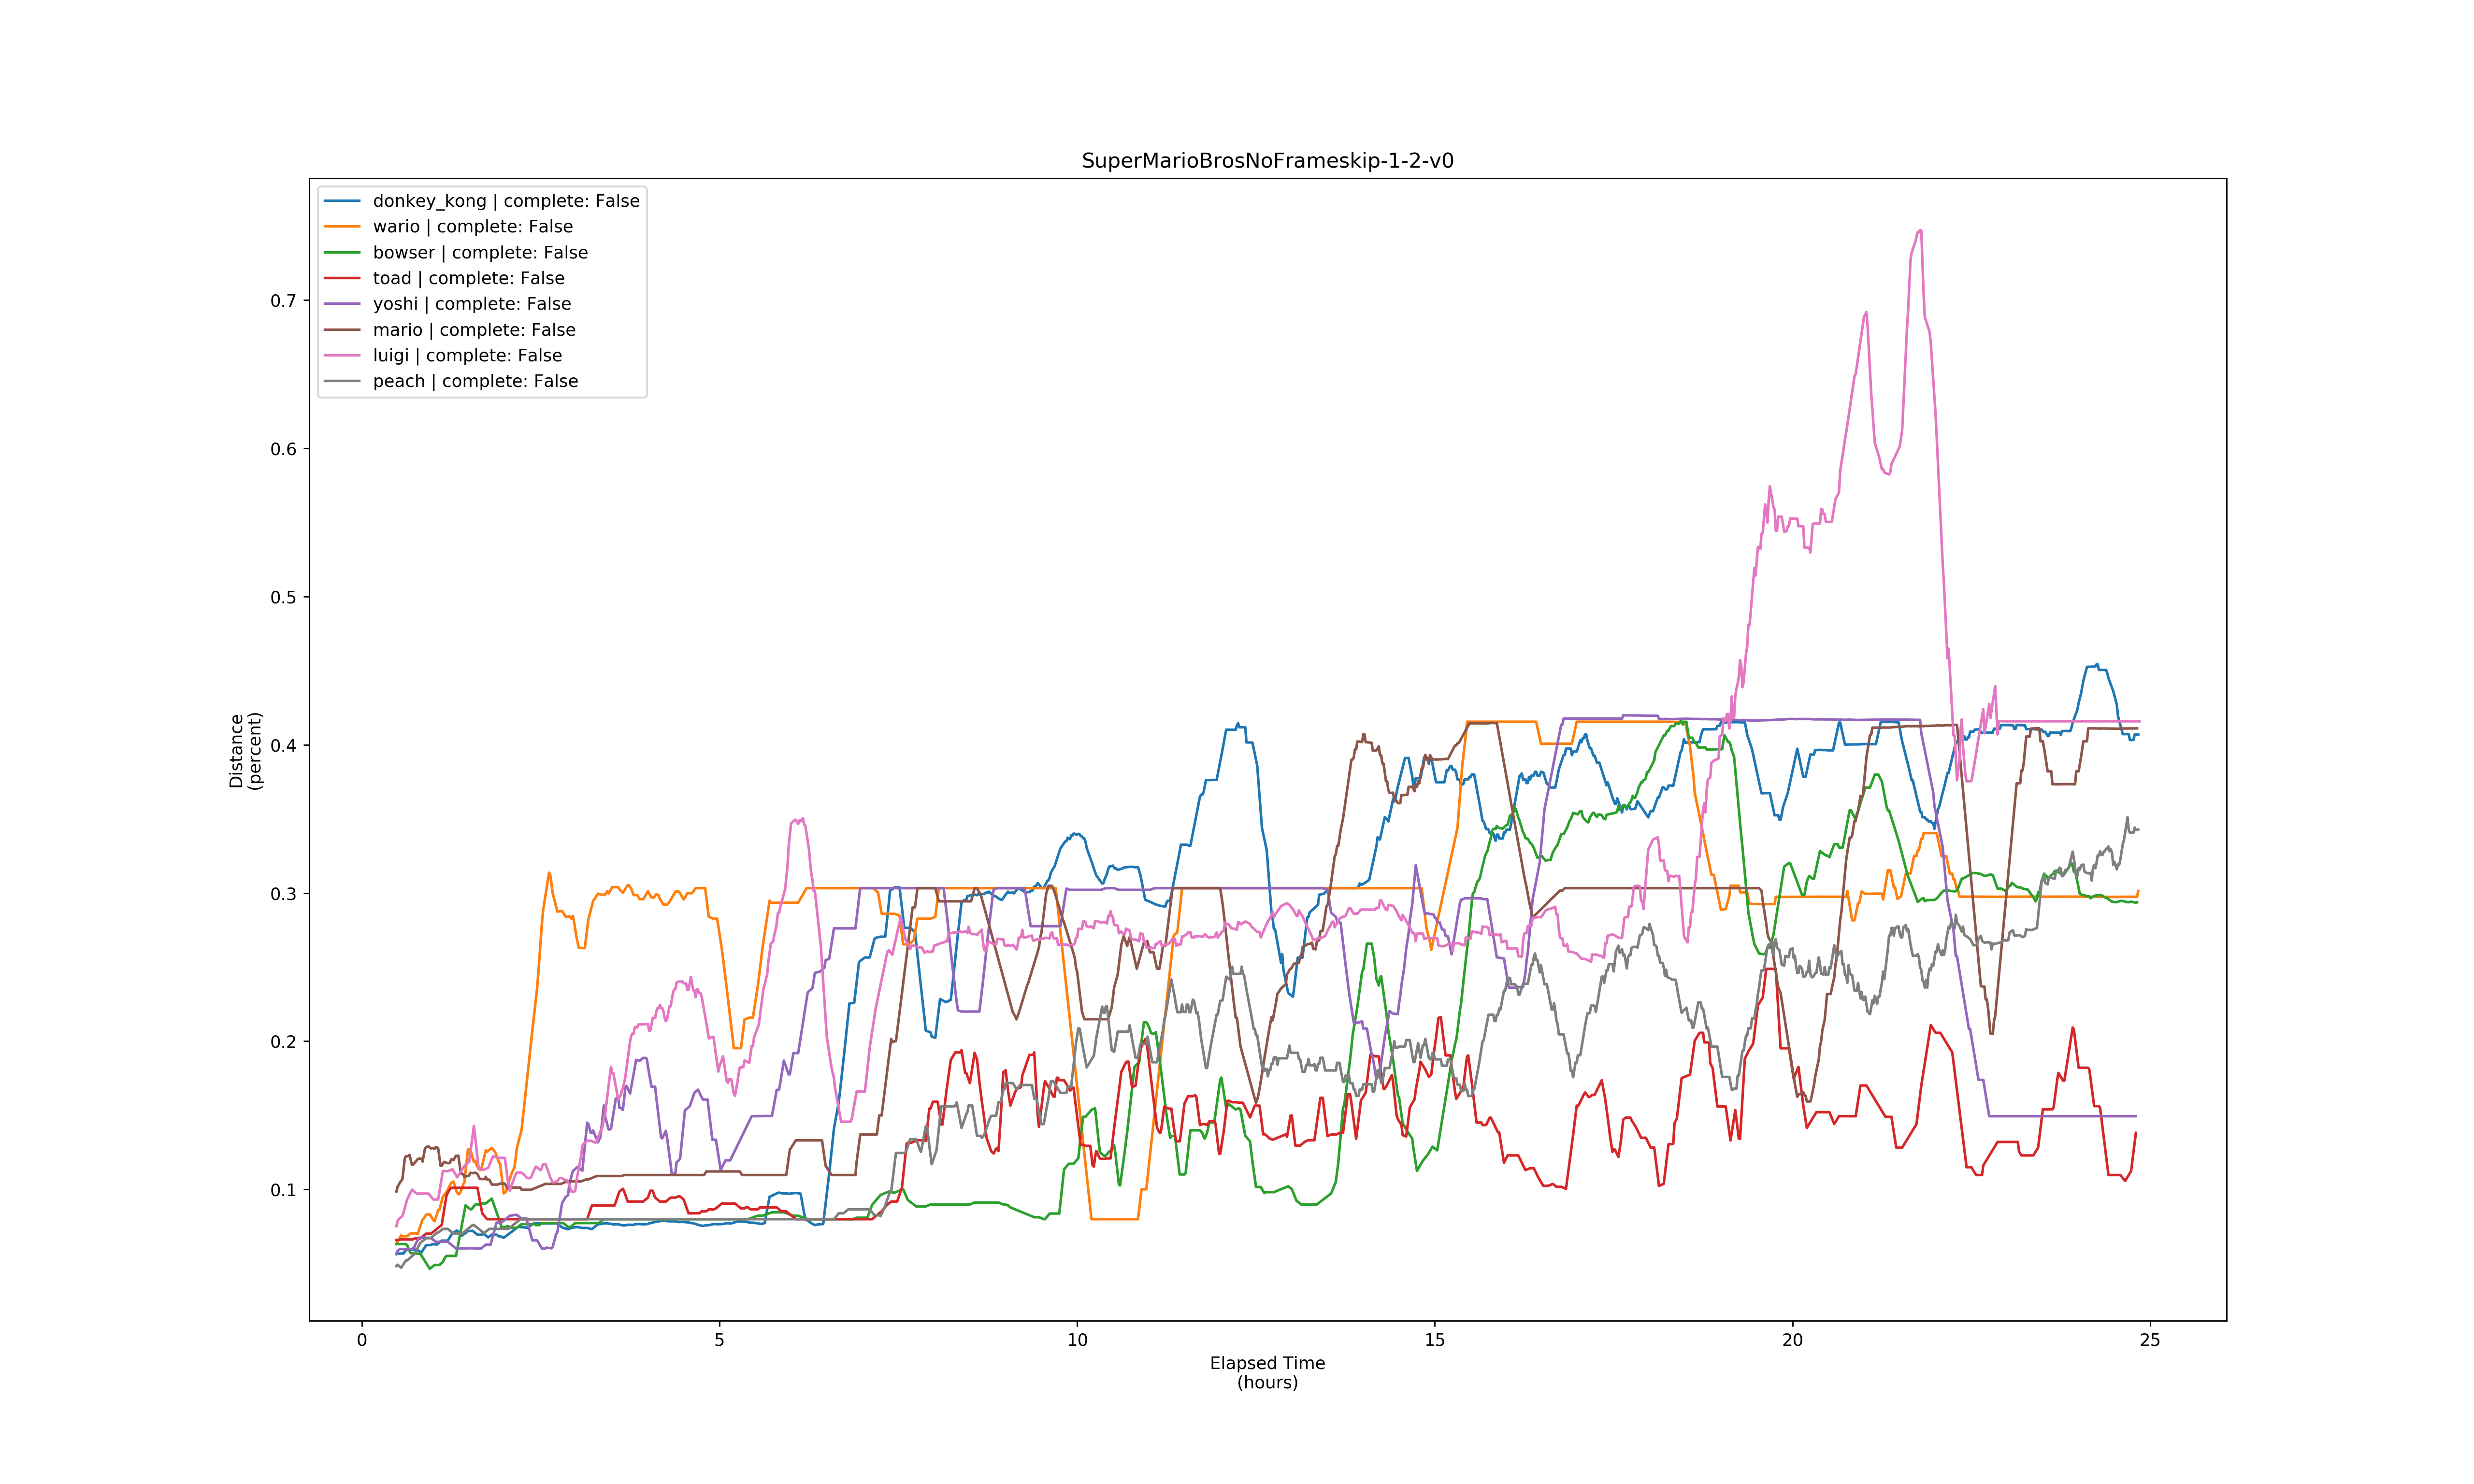 SuperMarioBrosNoFrameskip-1-2-v0
donkey_kong | complete: False
wario | complete: False
bowser | complete: False
toad | complete: False
yoshi | complete: False
mario | complete: False
luigi | complete: False
peach | complete: False
0.7
0.6
0.5
0.4
0.3
0.2
0.1
Distance
(percent)
0 5 10 15 20 25
Elapsed Time
(hours)